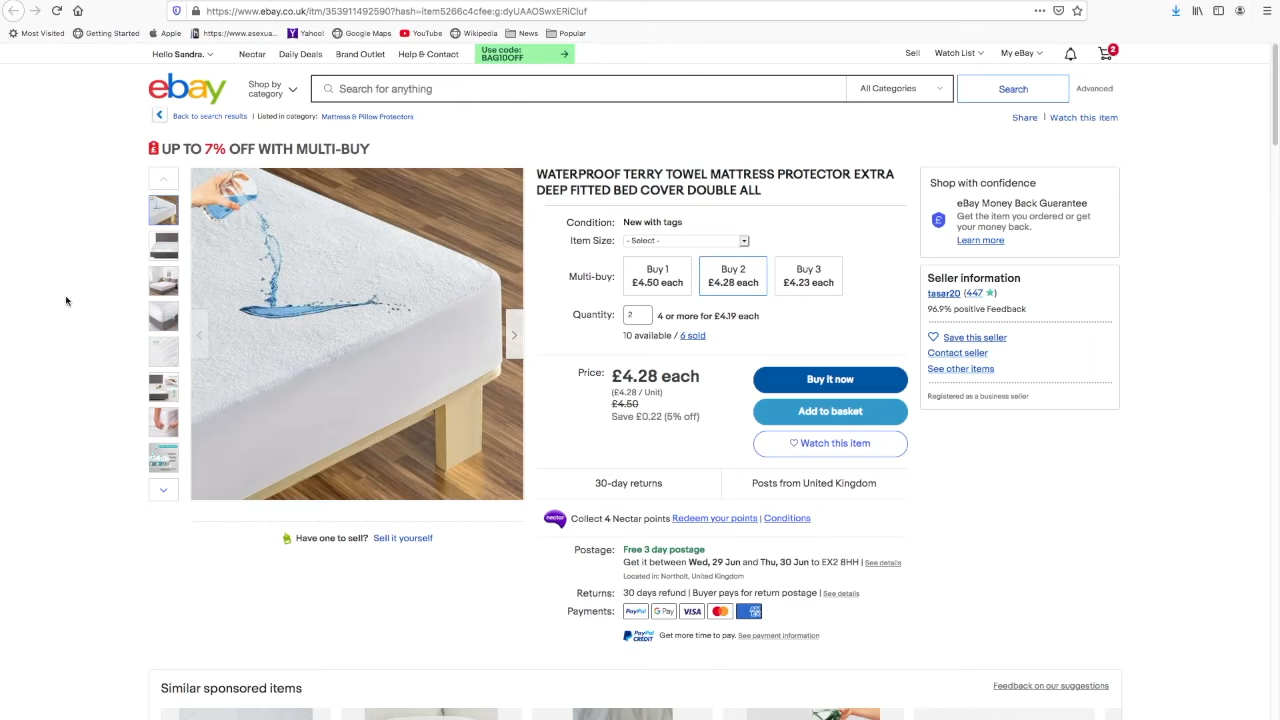 https://www.ebay.co.uk/itm/353911492590?hash=item5266c4cfee:g:dyUAAOSwxERiCluf
Most Visited Getting Started Apple https://www.asexua... Yahoo! Google Maps YouTube Wikipedia News Popular
Hello Sandra. Nectar Daily Deals Brand Outlet Help & Contact Use code: BAG10OFF Sell Watch List My eBay 2
ebay Shop by category Search for anything All Categories Search Advanced
Back to search results | Listed in category: Mattress & Pillow Protectors Share | Watch this item
UP TO 7% OFF WITH MULTI-BUY
WATERPROOF TERRY TOWEL MATTRESS PROTECTOR EXTRA
DEEP FITTED BED COVER DOUBLE ALL
Condition: New with tags
Item Size: - Select -
Multi-buy: Buy 1 £4.50 each Buy 2 £4.28 each Buy 3 £4.23 each
Quantity: 2 4 or more for £4.19 each
10 available / 6 sold
Price: £4.28 each
(£4.28 / Unit)
£4.50
Save £0.22 (5% off)
Buy it now
Add to basket
Watch this item
30-day returns Posts from United Kingdom
nectar Collect 4 Nectar points Redeem your points | Conditions
Postage: Free 3 day postage
Get it between Wed, 29 Jun and Thu, 30 Jun to EX2 8HH | See details
Located in: Northolt, United Kingdom
Returns: 30 days refund | Buyer pays for return postage | See details
Payments: PayPal G Pay VISA
PayPal CREDIT Get more time to pay. See payment information
Shop with confidence
eBay Money Back Guarantee
Get the item you ordered or get
your money back.
Learn more
Seller information
tasar20 (447)
96.9% positive Feedback
Save this seller
Contact seller
See other items
Registered as a business seller
Have one to sell? Sell it yourself
Similar sponsored items Feedback on our suggestions